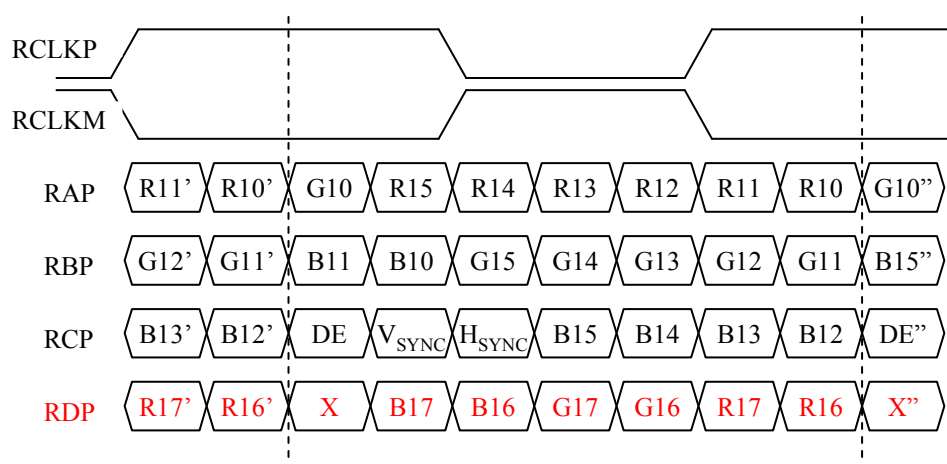 RCLKP
RCLKM
RAP R11’ R10’ G10 R15 R14 R13 R12 R11 R10 G10”
RBP G12’ G11’ B11 B10 G15 G14 G13 G12 G11 B15”
RCP B13’ B12’ DE VSYNC HSYNC B15 B14 B13 B12 DE”
RDP R17’ R16’ X B17 B16 G17 G16 R17 R16 X”